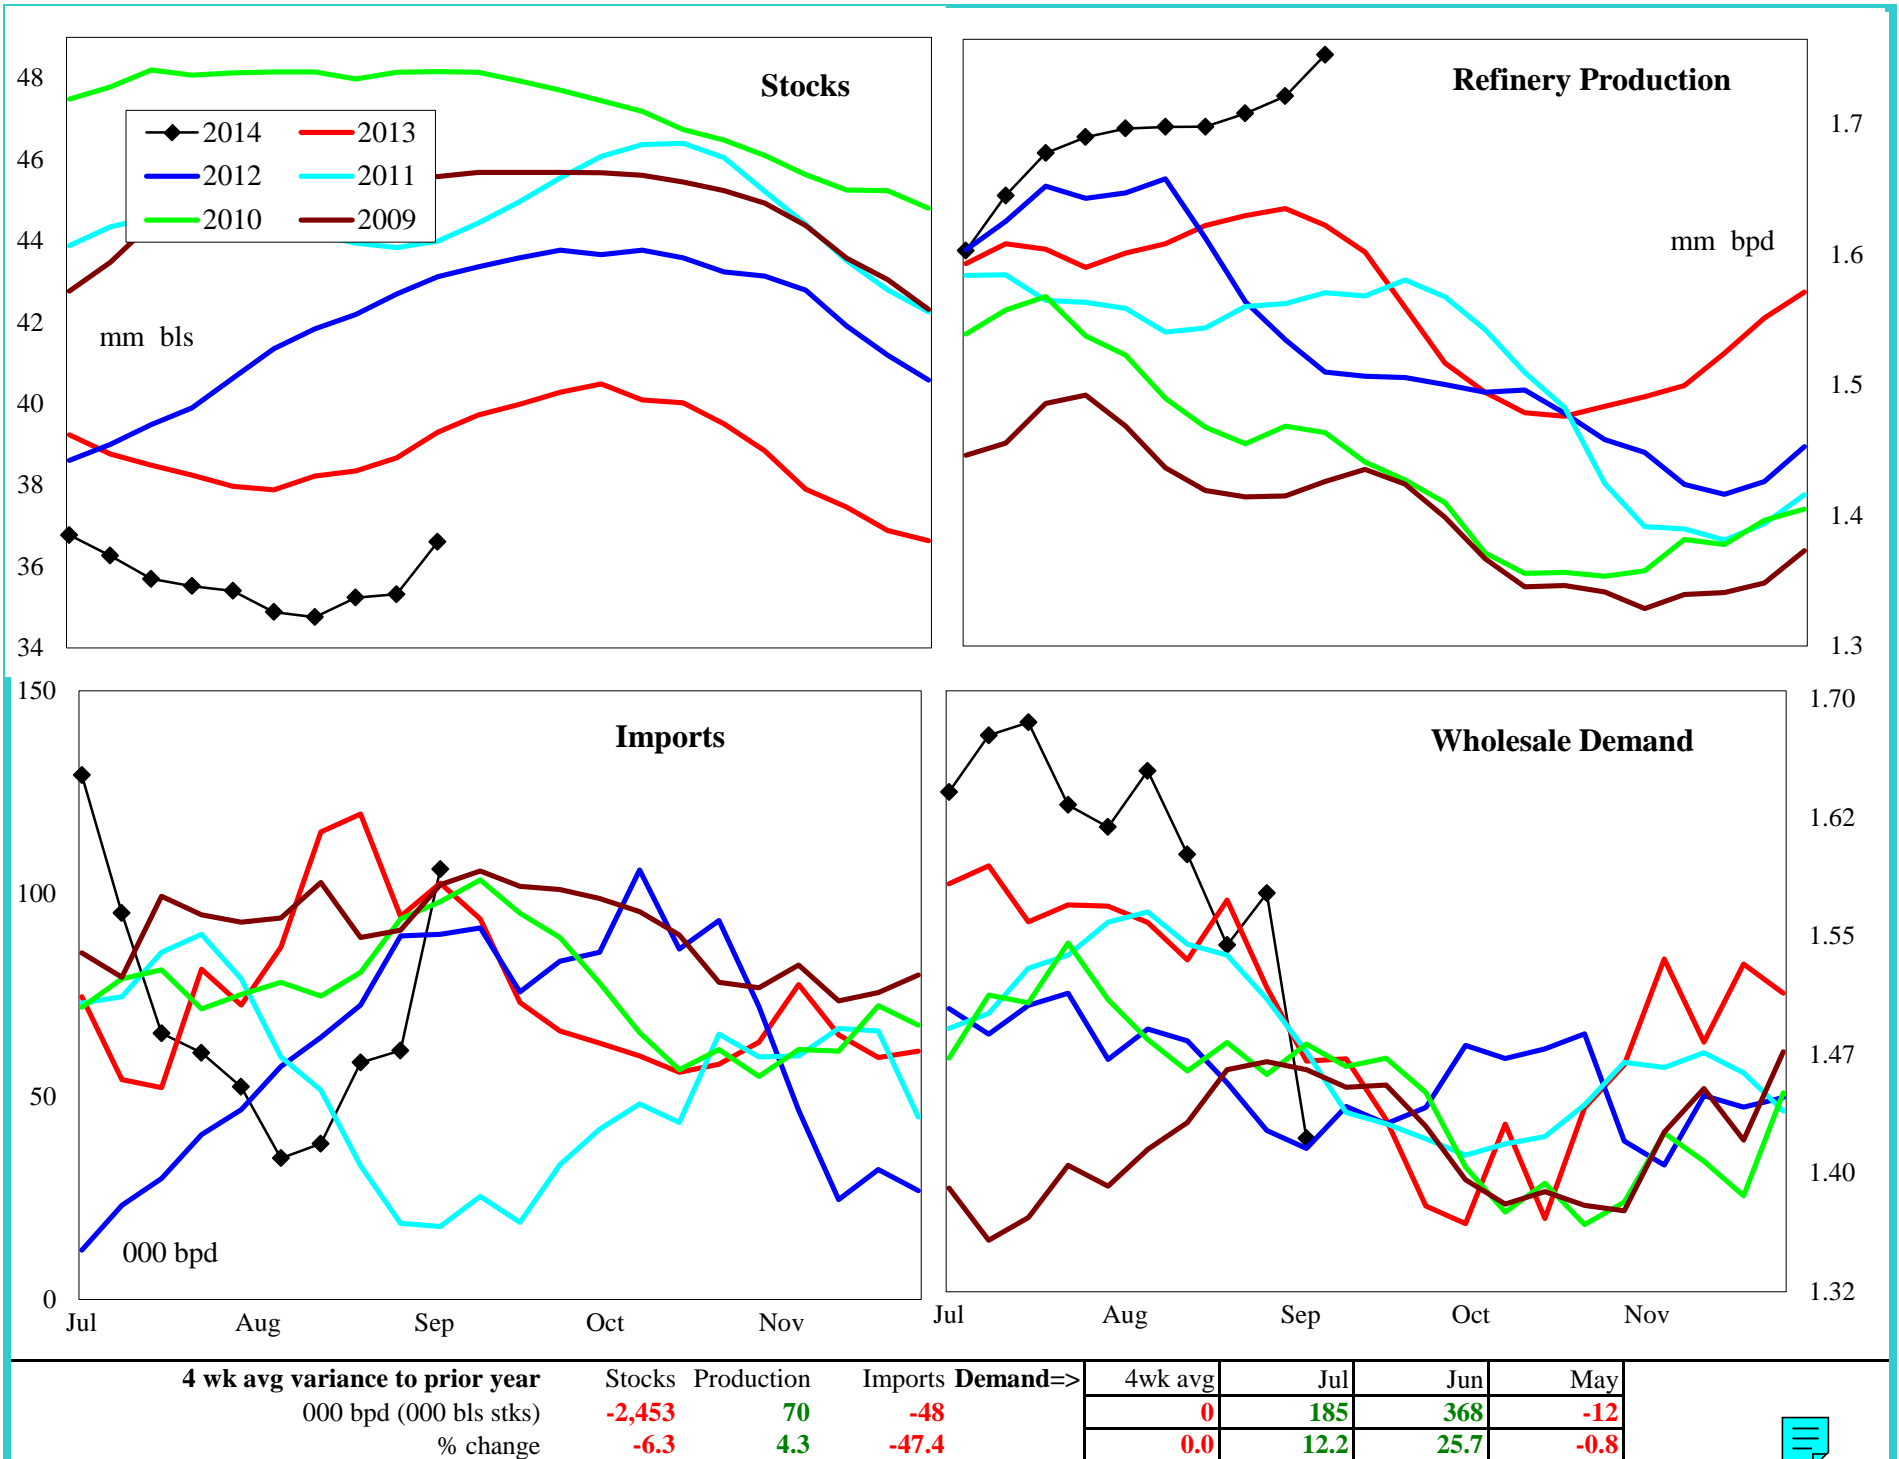 Stocks
48
46
44
42
40
38
36
34
2014 2013
2012 2011
2010 2009
mm bls
Refinery Production
mm bpd
1.7
1.6
1.5
1.4
1.3
Imports
150
100
50
0
000 bpd
Jul Aug Sep Oct Nov
Wholesale Demand
1.70
1.62
1.55
1.47
1.40
1.32
Jul Aug Sep Oct Nov
4 wk avg variance to prior year Stocks Production Imports Demand=> 4wk avg Jul Jun May
000 bpd (000 bls stks) -2,453 70 -48 0 185 368 -12
% change -6.3 4.3 -47.4 0.0 12.2 25.7 -0.8